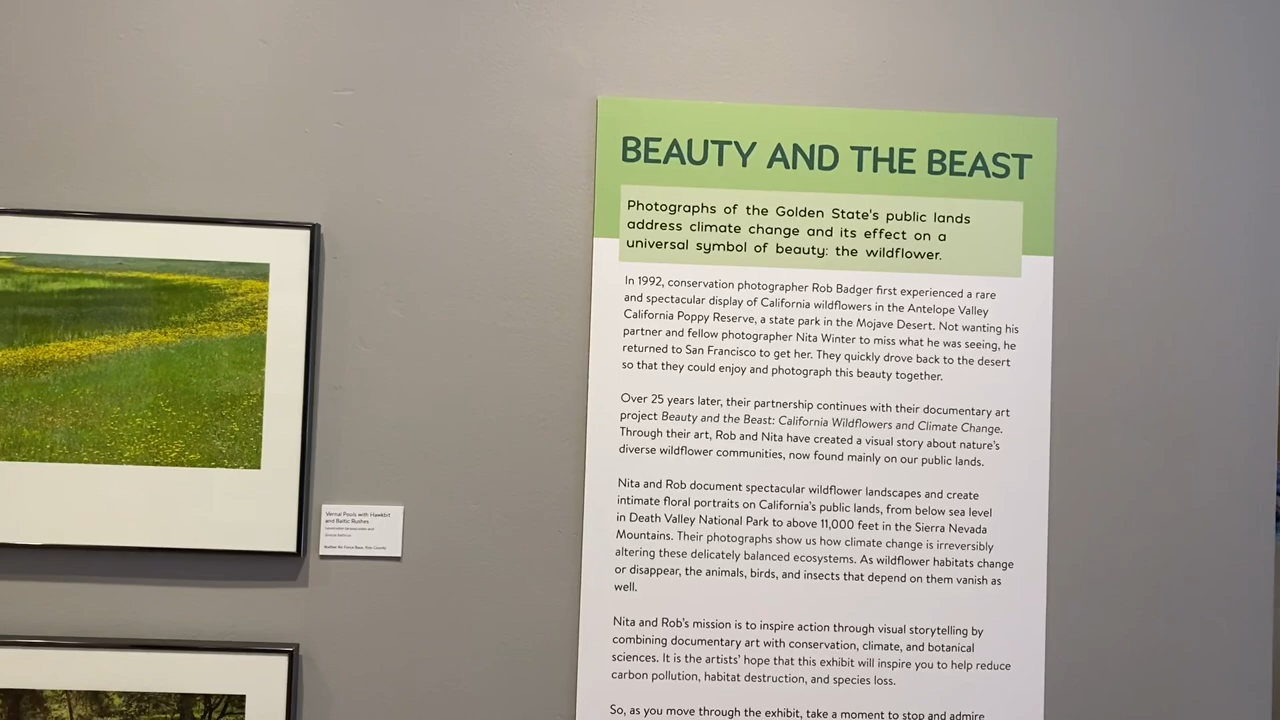 BEAUTY AND THE BEAST
Photographs of the Golden State's public lands
address climate change and its effect on a
universal symbol of beauty: the wildflower.
In 1992, conservation photographer Rob Badger first experienced a rare
and spectacular display of California wildflowers in the Antelope Valley
California Poppy Reserve, a state park in the Mojave Desert. Not wanting his
partner and fellow photographer Nita Winter to miss what he was seeing, he
returned to San Francisco to get her. They quickly drove back to the desert
so that they could enjoy and photograph this beauty together.
Over 25 years later, their partnership continues with their documentary art
project Beauty and the Beast: California Wildflowers and Climate Change.
Through their art, Rob and Nita have created a visual story about nature's
diverse wildflower communities, now found mainly on our public lands.
Nita and Rob document spectacular wildflower landscapes and create
intimate floral portraits on California's public lands, from below sea level
in Death Valley National Park to above 11,000 feet in the Sierra Nevada
Mountains. Their photographs show us how climate change is irreversibly
altering these delicately balanced ecosystems. As wildflower habitats change
or disappear, the animals, birds, and insects that depend on them vanish as
well.
Nita and Rob's mission is to inspire action through visual storytelling by
combining documentary art with conservation, climate, and botanical
sciences. It is the artists' hope that this exhibit will inspire you to help reduce
carbon pollution, habitat destruction, and species loss.
So, as you move through the exhibit, take a moment to stop and admire
Vernal Pools with Hawkbit
and Baltic Rushes
Air Force Base,